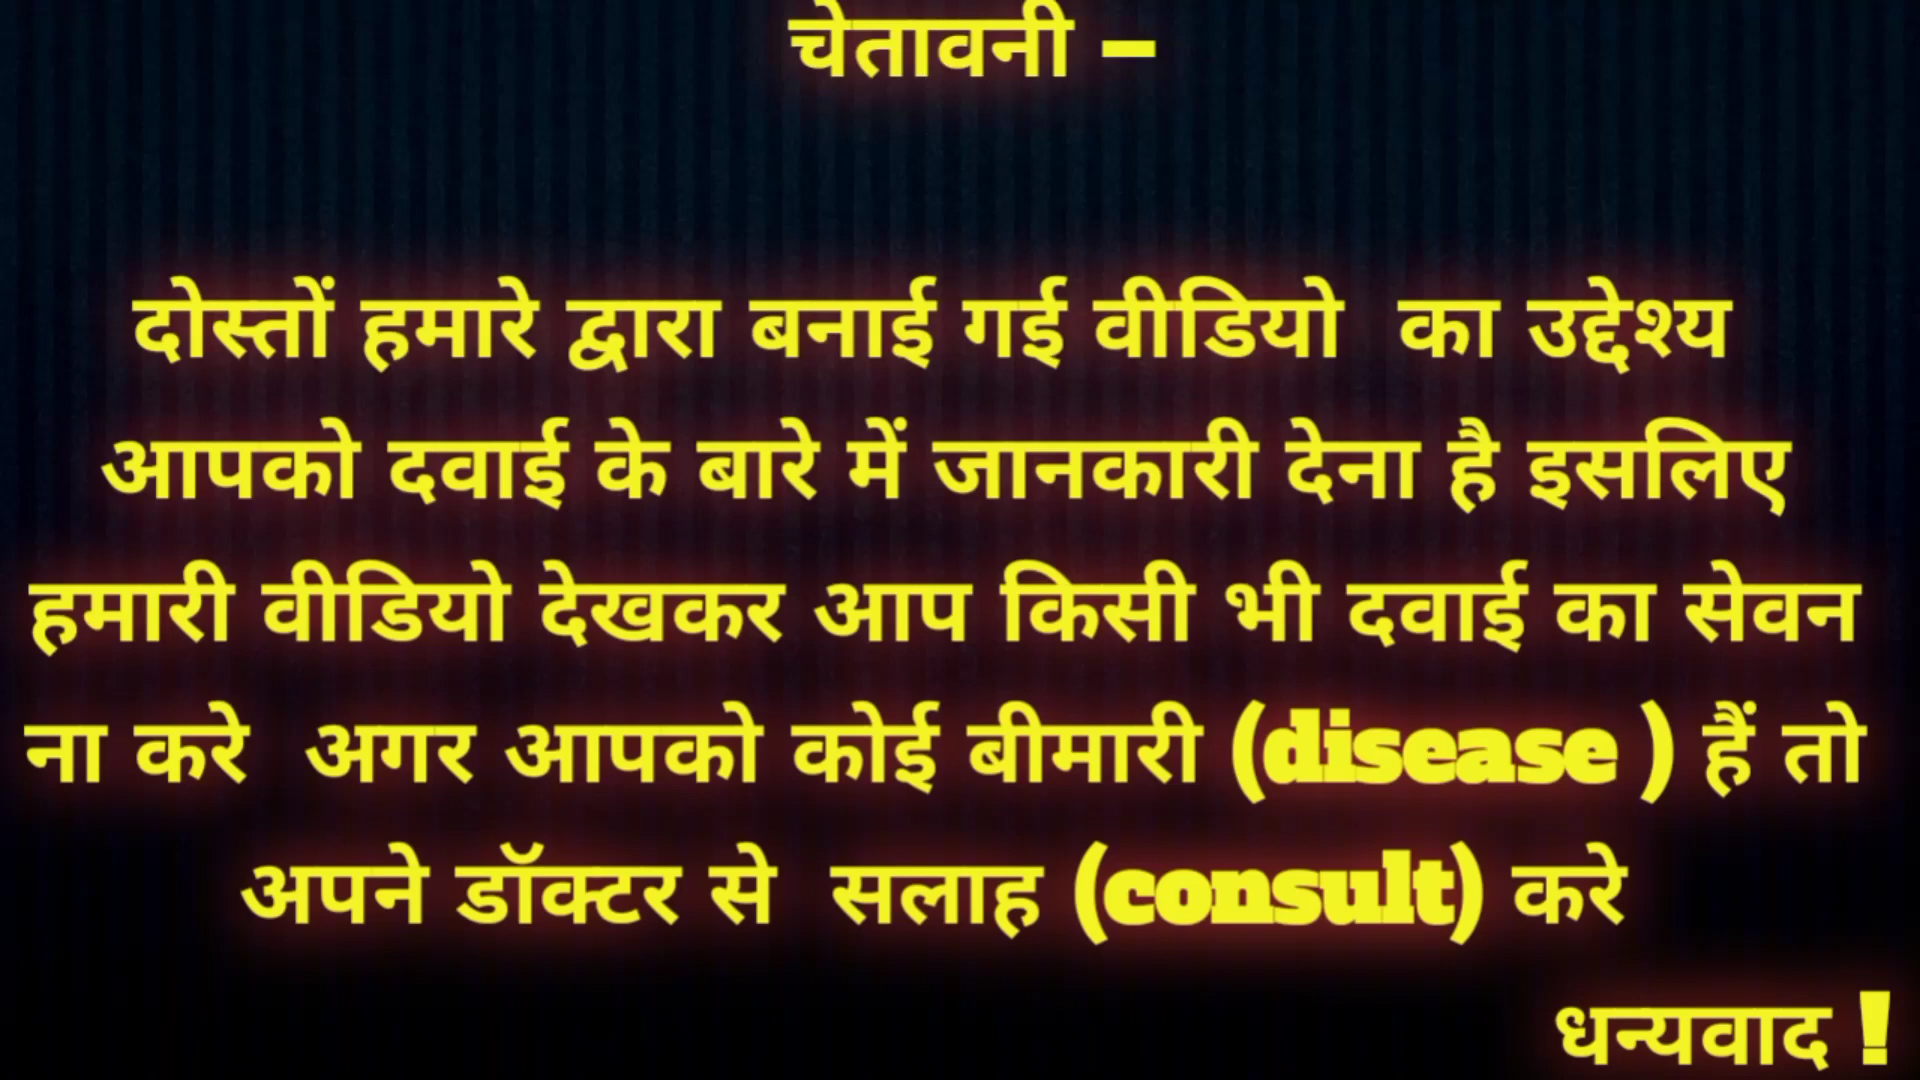 चेतावनी –
दोस्तों हमारे द्वारा बनाई गई वीडियो का उद्देश्य
आपको दवाई के बारे में जानकारी देना है इसलिए
हमारी वीडियो देखकर आप किसी भी दवाई का सेवन
ना करे अगर आपको कोई बीमारी (disease ) हैं तो
अपने डॉक्टर से सलाह (consult) करे
धन्यवाद !